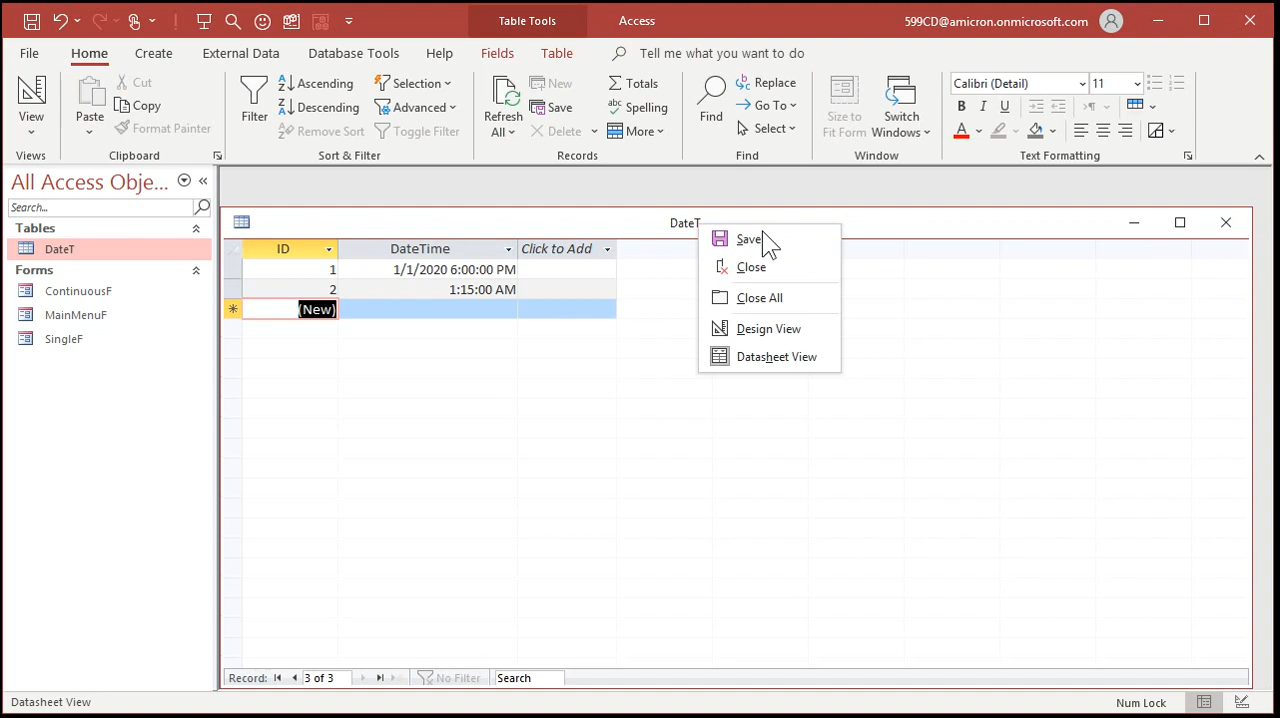 Table Tools
Access
599CD@amicron.onmicrosoft.com
File
Home
Create
External Data
Database Tools
Help
Fields
Table
Tell me what you want to do
View
Views
Paste
Cut
Copy
Format Painter
Clipboard
Filter
Ascending
Descending
Remove Sort
Selection
Advanced
Toggle Filter
Sort & Filter
Refresh
All
New
Save
Delete
Totals
Spelling
More
Records
Find
Replace
Go To
Select
Find
Size to
Fit Form
Switch
Windows
Window
Calibri (Detail)
11
B I U
A
Text Formatting
All Access Obje...
Search...
Tables
DateT
Forms
ContinuousF
MainMenuF
SingleF
DateT
ID DateTime Click to Add
1 1/1/2020 6:00:00 PM
2 1:15:00 AM
(New)
Save
Close
Close All
Design View
Datasheet View
Record: 3 of 3 No Filter Search
Datasheet View
Num Lock